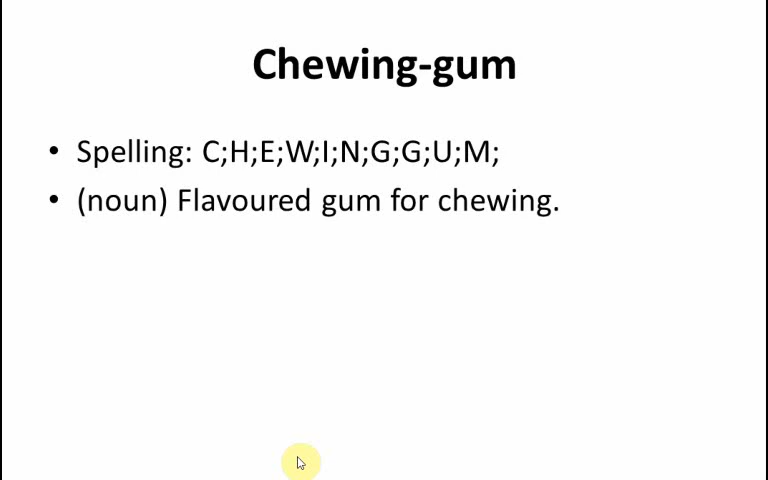 Chewing-gum
• Spelling: C;H;E;W;I;N;G;G;U;M;
• (noun) Flavoured gum for chewing.